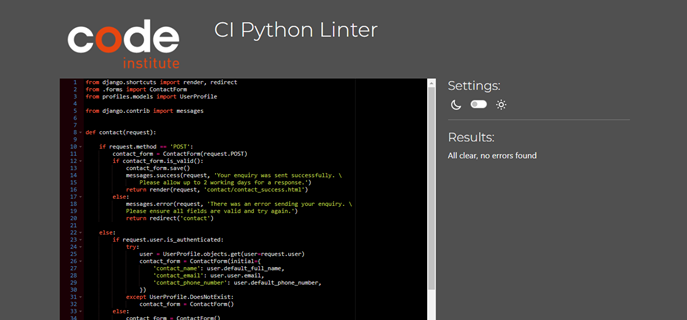 code
institute
CI Python Linter
Settings:
Results:
All clear, no errors found
1 from django.shortcuts import render, redirect
2 from .forms import ContactForm
3 from profiles.models import UserProfile
4
5 from django.contrib import messages
6
7
8 def contact(request):
9
10 if request.method == 'POST':
11 contact_form = ContactForm(request.POST)
12 if contact_form.is_valid():
13 contact_form.save()
14 messages.success(request, 'Your enquiry was sent successfully. \
15 Please allow up to 2 working days for a response.')
16 return render(request, 'contact/contact_success.html')
17 else:
18 messages.error(request, 'There was an error sending your enquiry. \
19 Please ensure all fields are valid and try again.')
20 return redirect('contact')
21
22 else:
23 if request.user.is_authenticated:
24 try:
25 user = UserProfile.objects.get(user=request.user)
26 contact_form = ContactForm(initial={
27 'contact_name': user.default_full_name,
28 'contact_email': user.user.email,
29 'contact_phone_number': user.default_phone_number,
30 })
31 except UserProfile.DoesNotExist:
32 contact_form = ContactForm()
33 else:
34 contact_form = ContactForm()